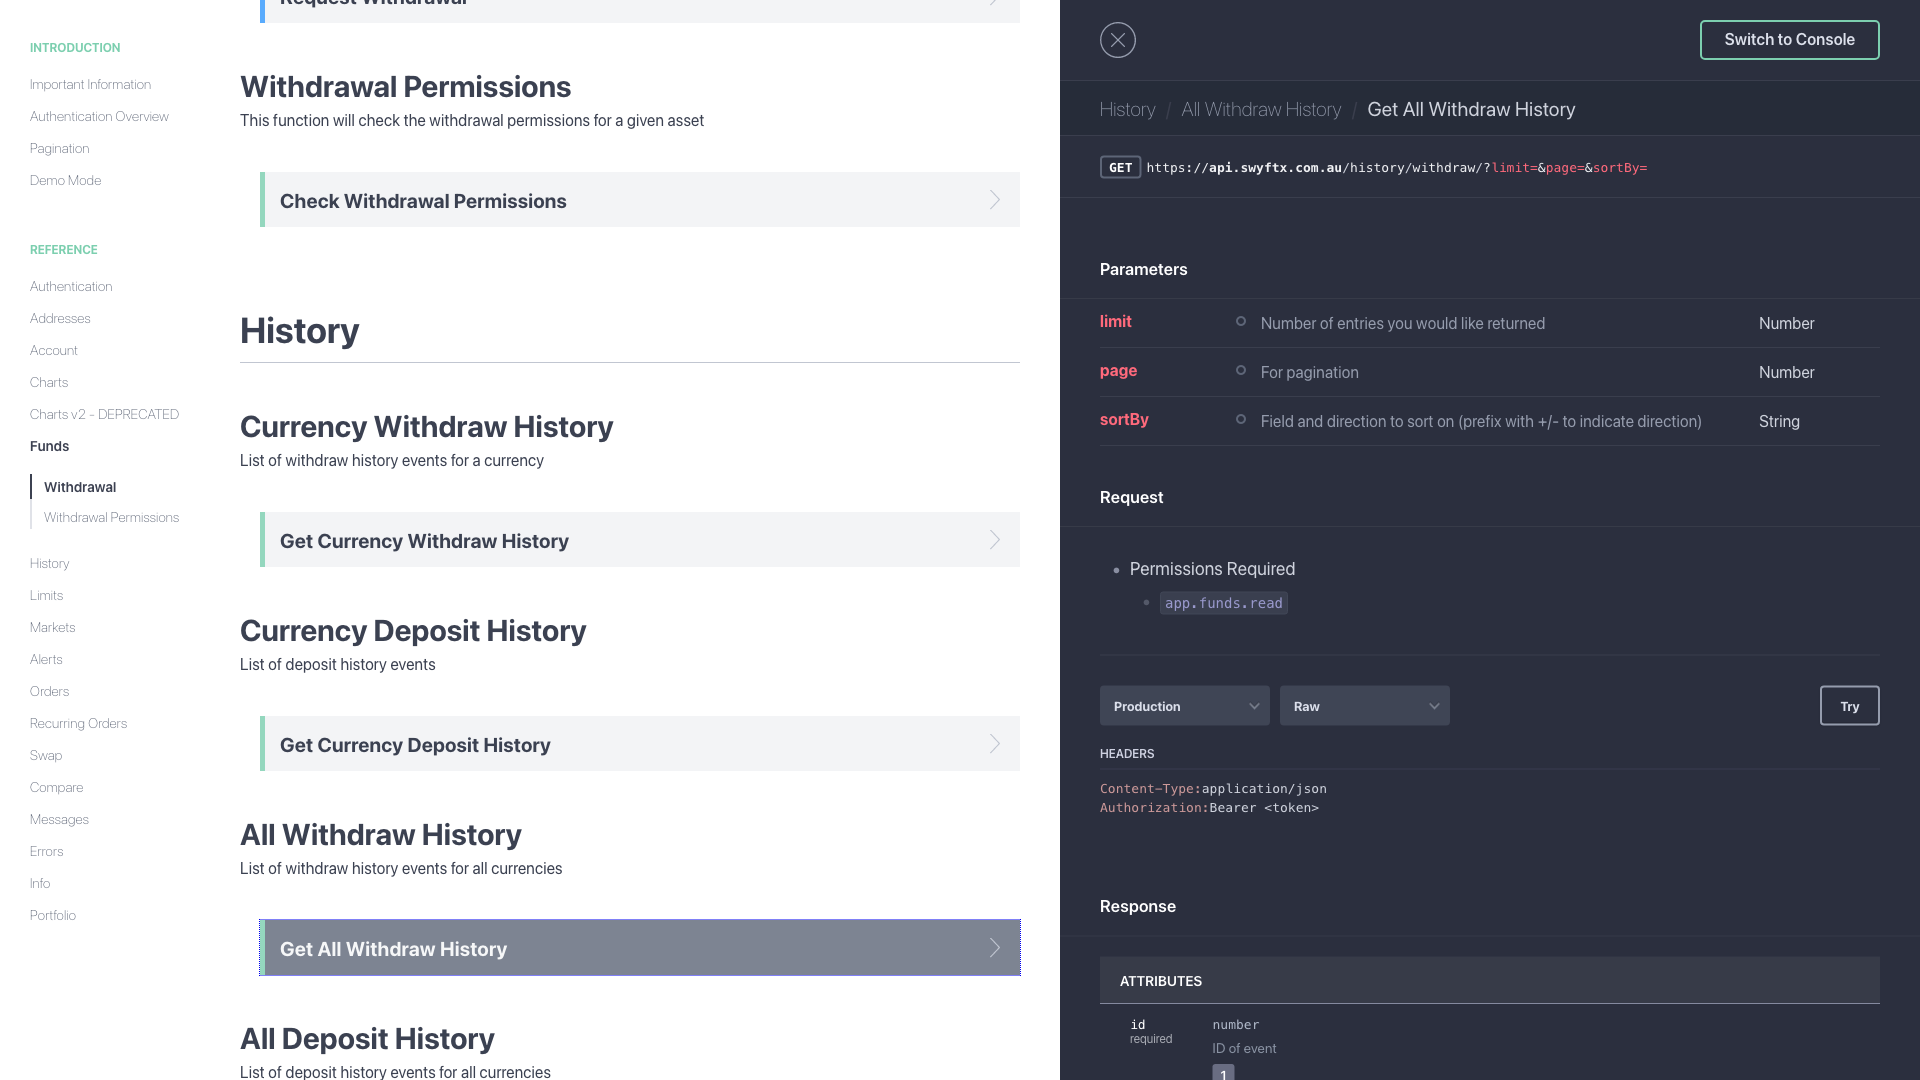 INTRODUCTION
Important Information
Authentication Overview
Pagination
Demo Mode
REFERENCE
Authentication
Addresses
Account
Charts
Charts v2 - DEPRECATED
Funds
Withdrawal
Withdrawal Permissions
History
Limits
Markets
Alerts
Orders
Recurring Orders
Swap
Compare
Messages
Errors
Info
Portfolio
Request Withdrawal
Withdrawal Permissions
This function will check the withdrawal permissions for a given asset
Check Withdrawal Permissions
History
Currency Withdraw History
List of withdraw history events for a currency
Get Currency Withdraw History
Currency Deposit History
List of deposit history events
Get Currency Deposit History
All Withdraw History
List of withdraw history events for all currencies
Get All Withdraw History
All Deposit History
List of deposit history events for all currencies
Switch to Console
History / All Withdraw History / Get All Withdraw History
GET https://api.swyftx.com.au/history/withdraw/?limit=&page=&sortBy=
Parameters
limit Number of entries you would like returned Number
page For pagination Number
sortBy Field and direction to sort on (prefix with +/- to indicate direction) String
Request
Permissions Required
app.funds.read
Production Raw Try
HEADERS
Content-Type:application/json
Authorization:Bearer <token>
Response
ATTRIBUTES
id number
required
ID of event
1